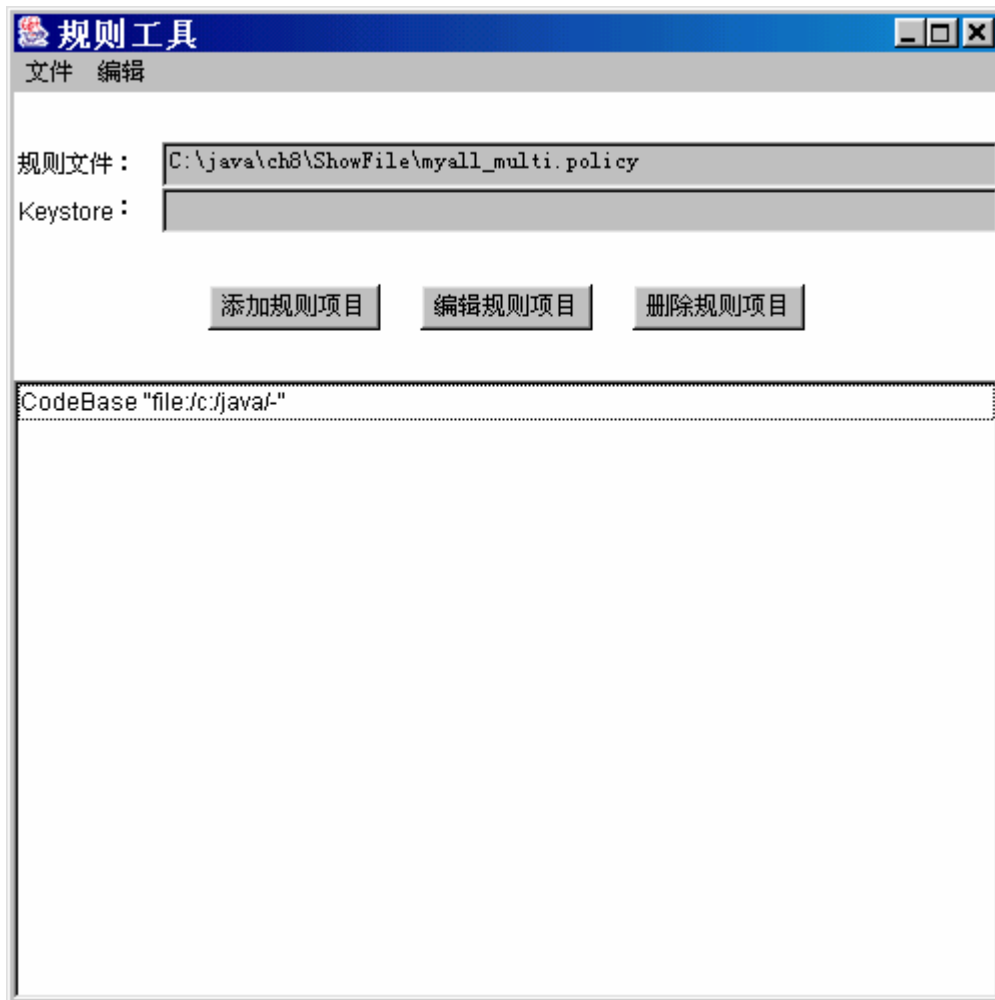 规则工具
文件 编辑
规则文件： C:\java\ch8\ShowFile\myall_multi.policy
Keystore：
添加规则项目 编辑规则项目 删除规则项目
CodeBase "file:/c:/java/-"